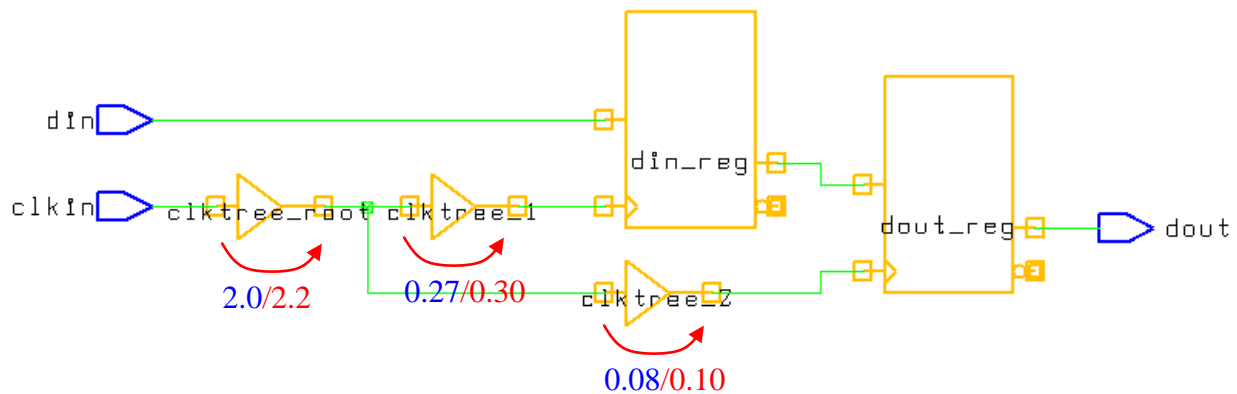 din
din_reg
clkin
clktree_root
clktree_1
dout_reg
dout
2.0/2.2
0.27/0.30
clktree_2
0.08/0.10